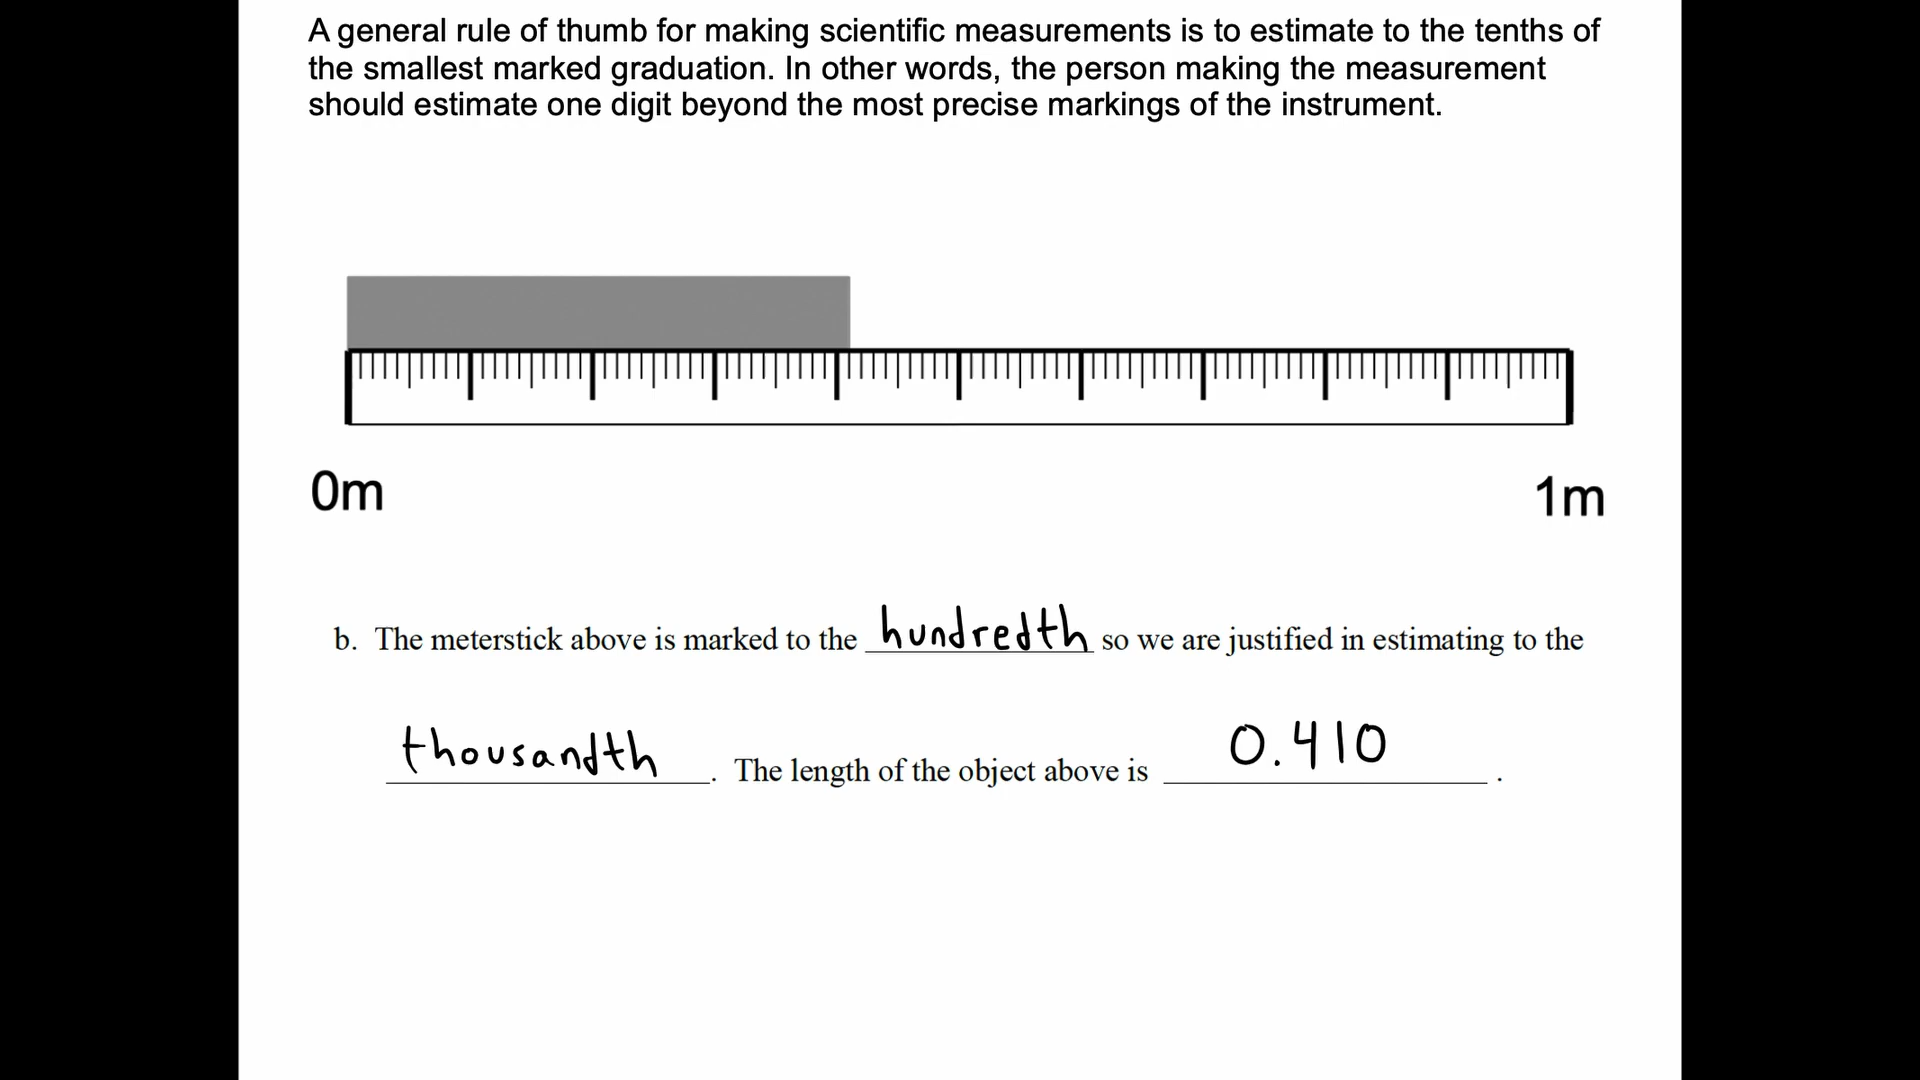 A general rule of thumb for making scientific measurements is to estimate to the tenths of
the smallest marked graduation. In other words, the person making the measurement
should estimate one digit beyond the most precise markings of the instrument.
0m 1m
b. The meterstick above is marked to the hundredth so we are justified in estimating to the
thousandth. The length of the object above is 0.410.